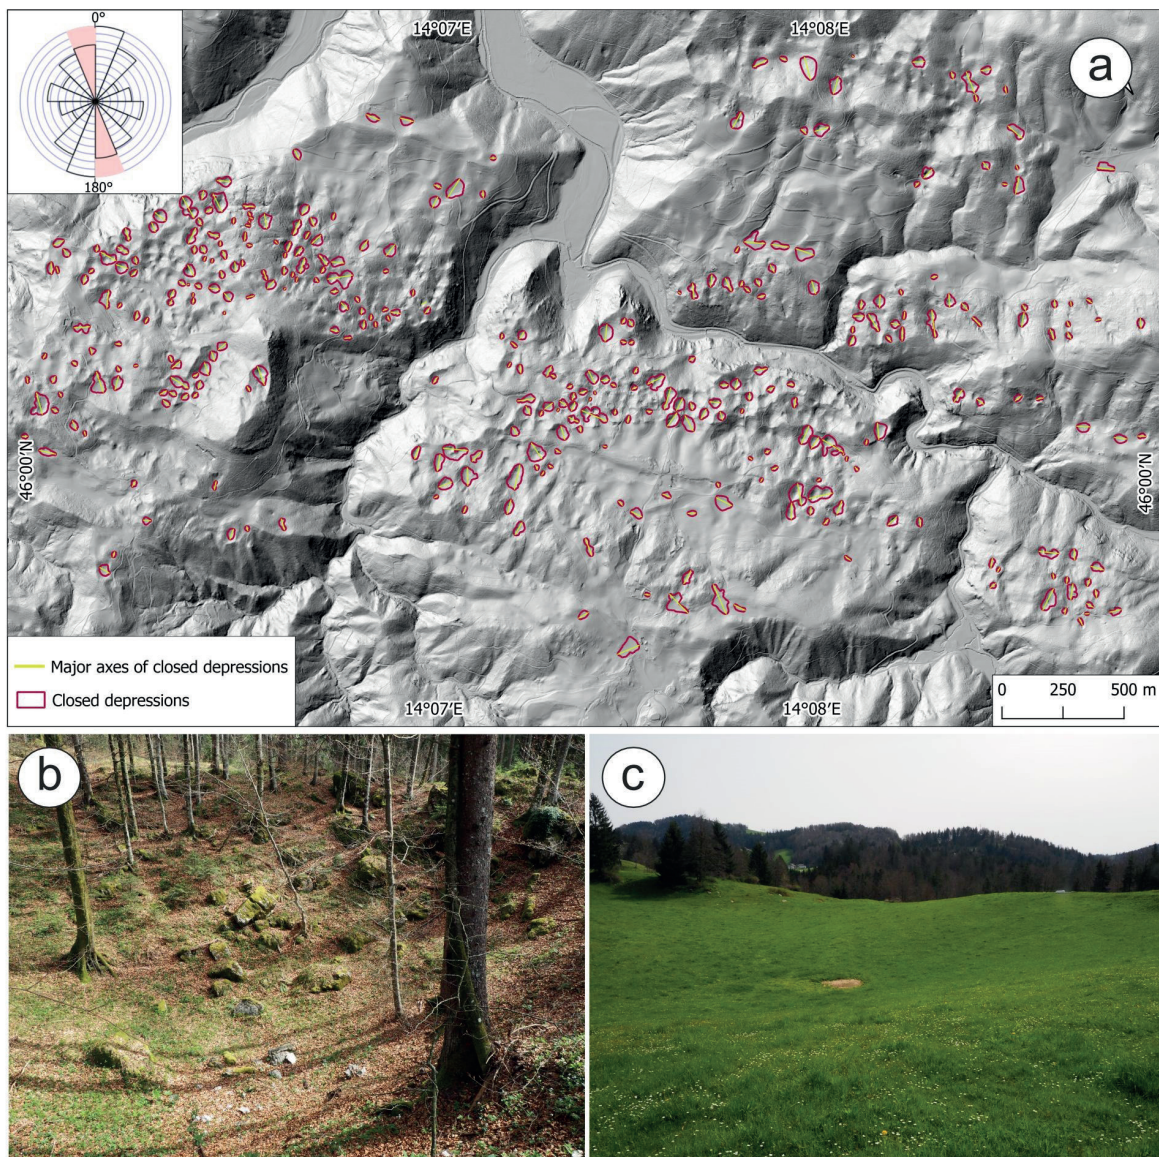 0°
180°
14°07′E
14°08′E
a
46°00′N
46°00′N
Major axes of closed depressions
Closed depressions
14°07′E
14°08′E
0 250 500 m
b
c